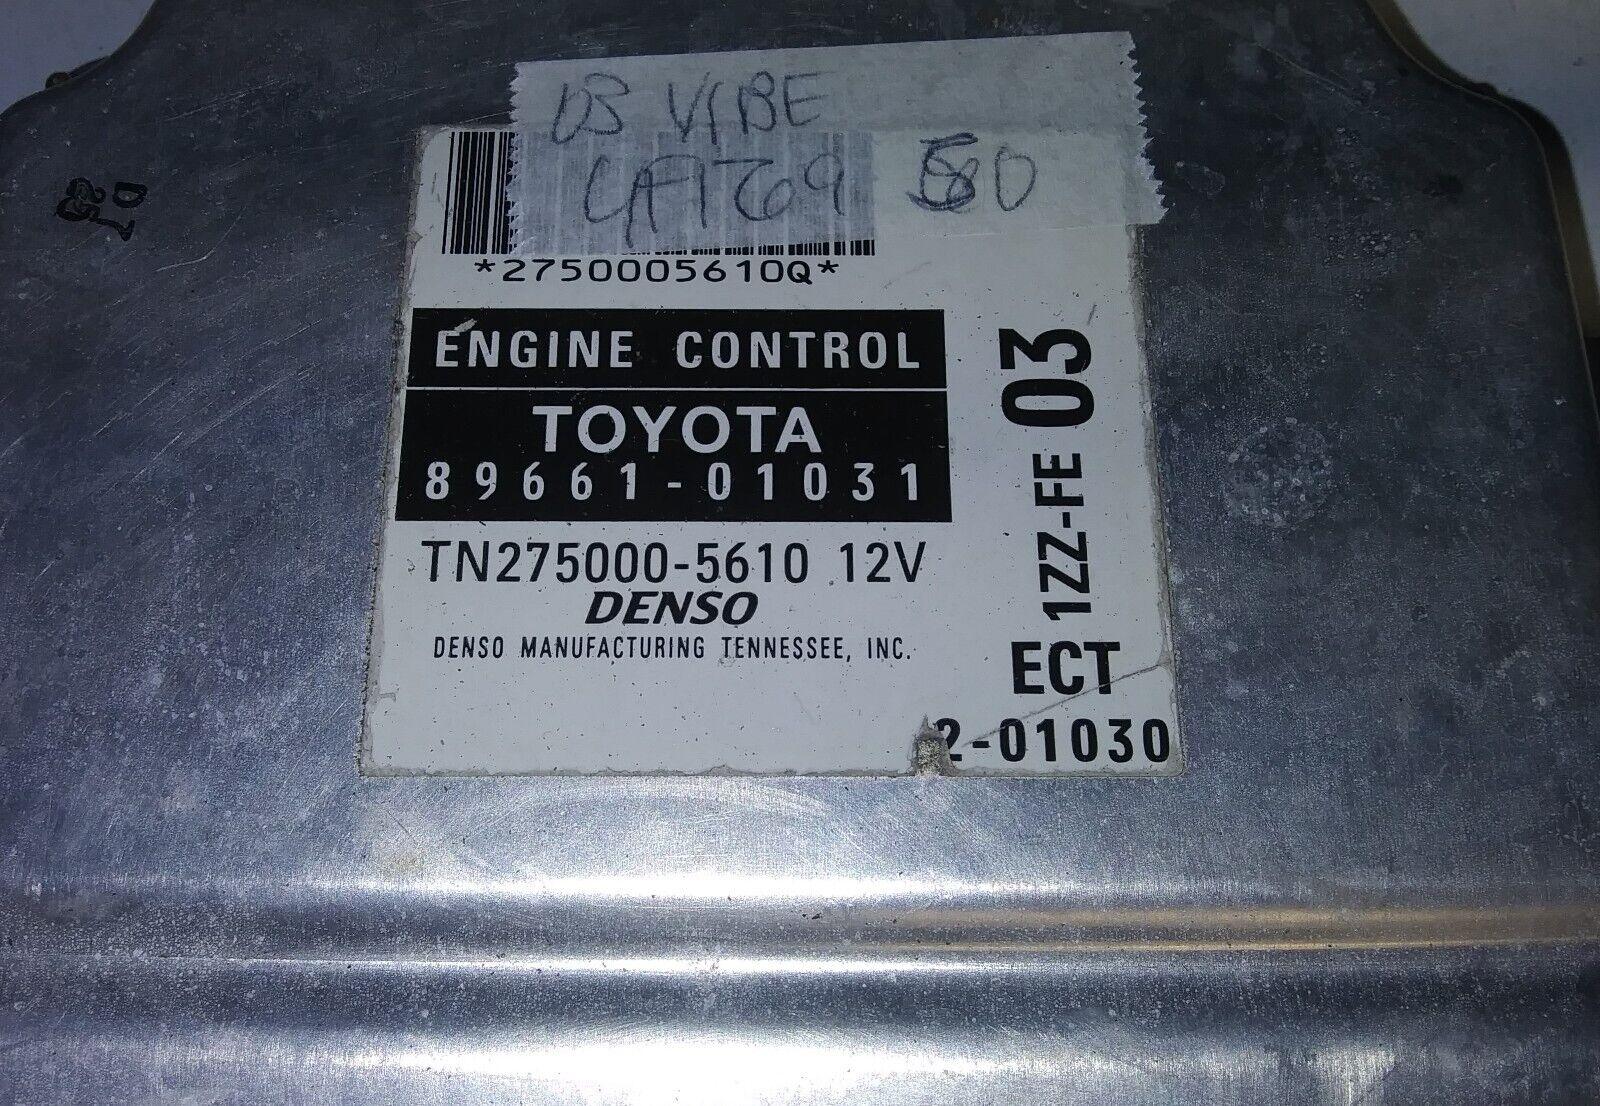 03 VIBE
*2750005610Q*
ENGINE CONTROL
TOYOTA
89661-01031
TN275000-5610 12V
DENSO
DENSO MANUFACTURING TENNESSEE, INC.
1ZZ-FE 03
ECT
2-01030